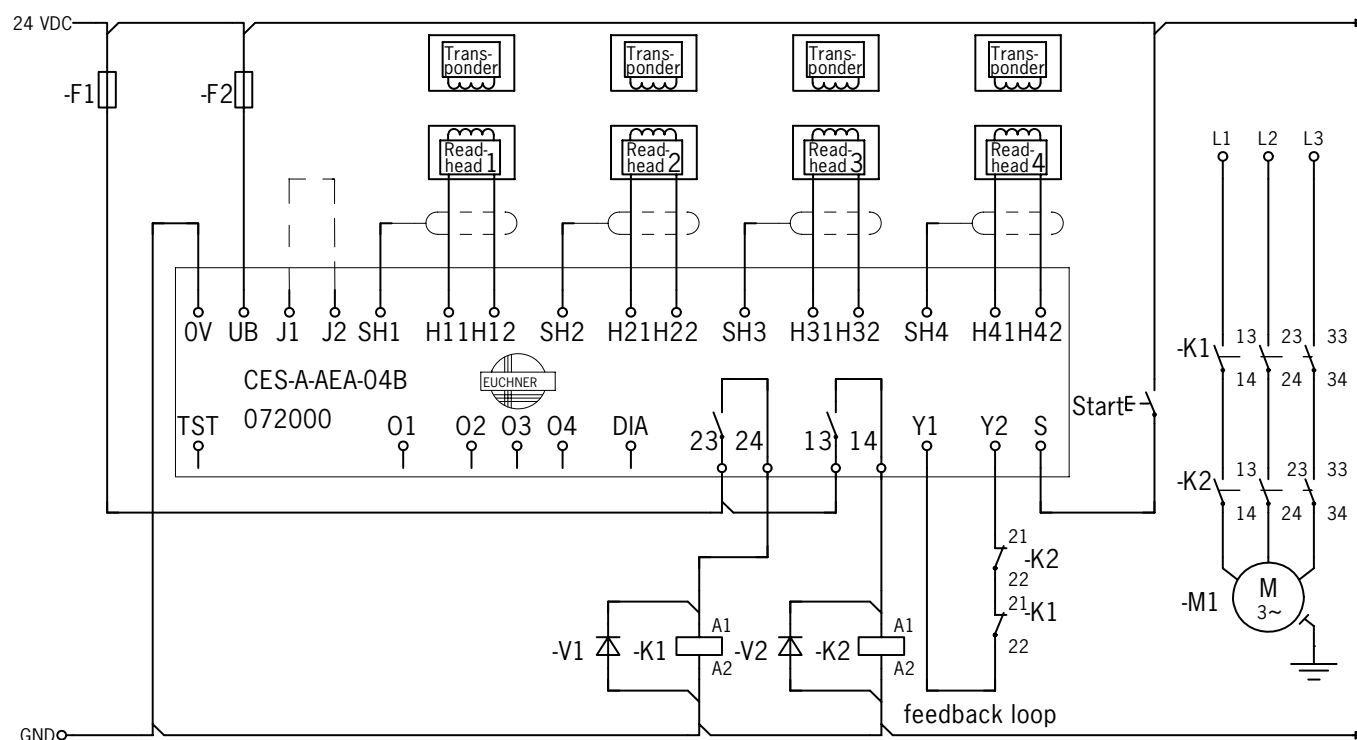 24 VDC
-F1
-F2
Trans-
ponder
Trans-
ponder
Trans-
ponder
Trans-
ponder
Read-
head 1
Read-
head 2
Read-
head 3
Read-
head 4
L1 L2 L3
0V UB J1 J2 SH1 H11 H12 SH2 H21 H22 SH3 H31 H32 SH4 H41 H42
CES-A-AEA-04B
072000
EUCHNER
TST O1 O2 O3 O4 DIA 23 24 13 14 Y1 Y2 S
Start
-K1 13 23 33
14 24 34
-K2 13 23 33
14 24 34
21
-K2
22
21
-K1
22
-M1
M
3~
-V1 -K1 A1
A2
-V2 -K2 A1
A2
feedback loop
GND